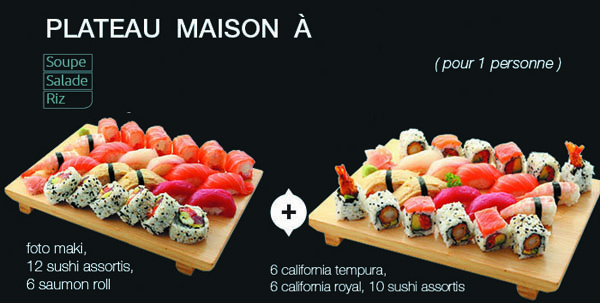 PLATEAU MAISON À
Soupe
Salade
Riz
( pour 1 personne )
+
foto maki,
12 sushi assortis,
6 saumon roll
6 california tempura,
6 california royal, 10 sushi assortis